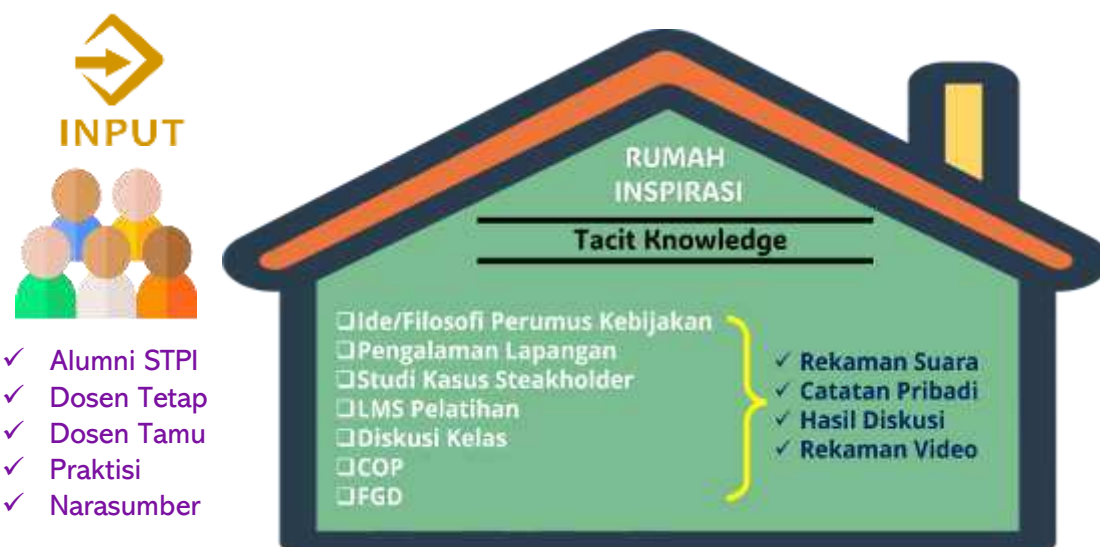 INPUT
✓ Alumni STPI
✓ Dosen Tetap
✓ Dosen Tamu
✓ Praktisi
✓ Narasumber
RUMAH
INSPIRASI
Tacit Knowledge
❑Ide/Filosofi Perumus Kebijakan
❑Pengalaman Lapangan
❑Studi Kasus Steakholder
❑LMS Pelatihan
❑Diskusi Kelas
❑COP
❑FGD
✓ Rekaman Suara
✓ Catatan Pribadi
✓ Hasil Diskusi
✓ Rekaman Video